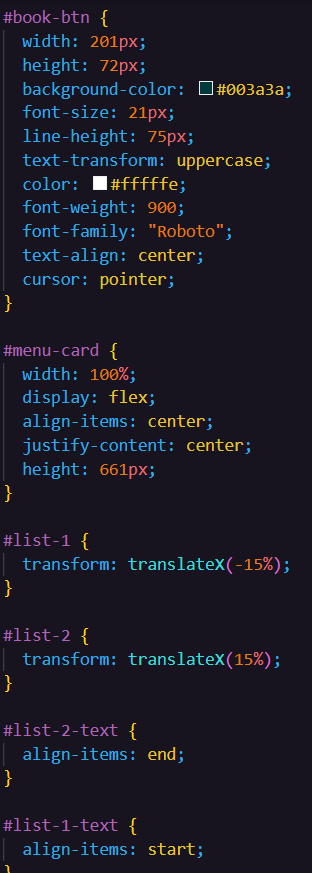 #book-btn {
  width: 201px;
  height: 72px;
  background-color: #003a3a;
  font-size: 21px;
  line-height: 75px;
  text-transform: uppercase;
  color: #fffffe;
  font-weight: 900;
  font-family: "Roboto";
  text-align: center;
  cursor: pointer;
}

#menu-card {
  width: 100%;
  display: flex;
  align-items: center;
  justify-content: center;
  height: 661px;
}

#list-1 {
  transform: translateX(-15%);
}

#list-2 {
  transform: translateX(15%);
}

#list-2-text {
  align-items: end;
}

#list-1-text {
  align-items: start;
}